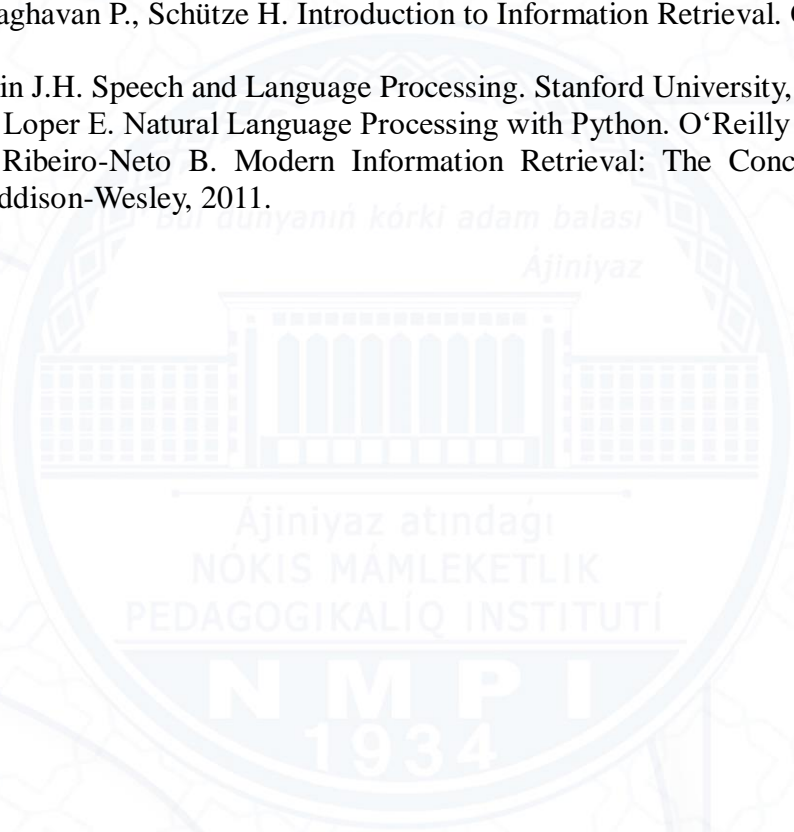 aghavan P., Schütze H. Introduction to Information Retrieval.
in J.H. Speech and Language Processing. Stanford University,
Loper E. Natural Language Processing with Python. O‘Reilly
Ribeiro-Neto B. Modern Information Retrieval: The Conc
ddison-Wesley, 2011.
Bul dúnyanıń kórki adam balası
Ájiniyaz
Ájiniyaz atındaǵı
NÓKIS MÁMLEKETLIK
PEDAGOGIKALÍQ INSTITUTÍ
NMPI
1934